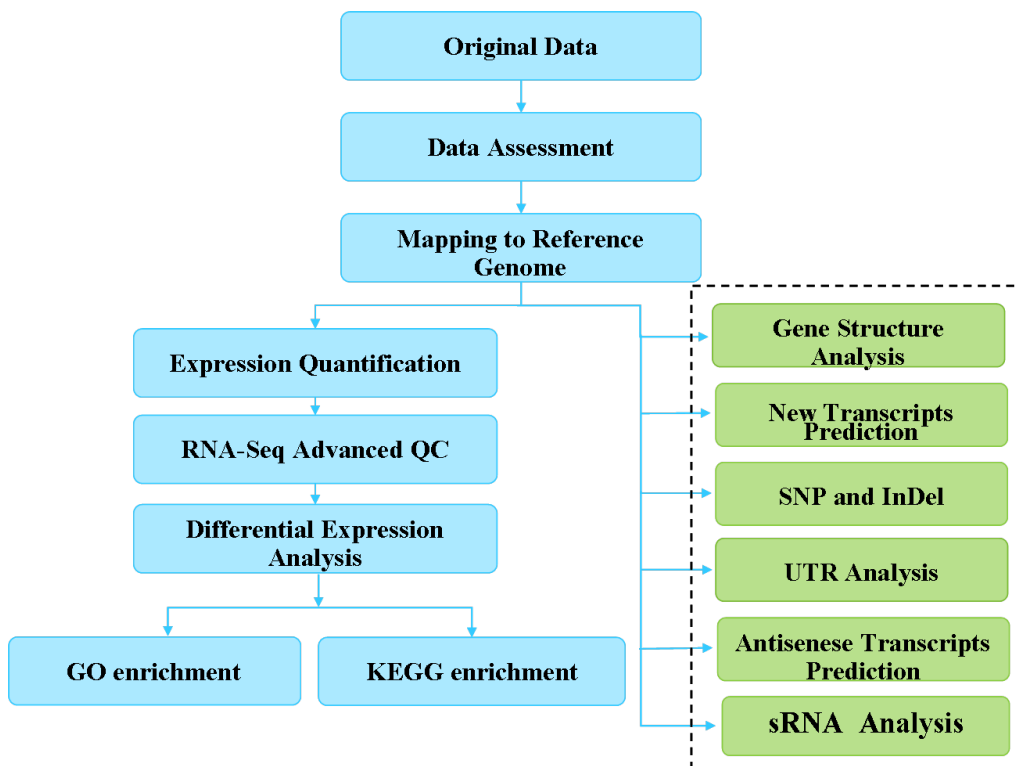 Original Data
Data Assessment
Mapping to Reference
Genome
Expression Quantification
RNA-Seq Advanced QC
Differential Expression
Analysis
GO enrichment
KEGG enrichment
Gene Structure
Analysis
New Transcripts
Prediction
SNP and InDel
UTR Analysis
Antisenese Transcripts
Prediction
sRNA Analysis